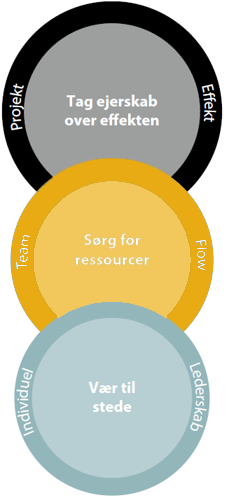 Projekt
Effekt
Tag ejerskab
over effekten
Team
Flow
Sørg for
ressourcer
Individuel
Lederskab
Vær til
stede